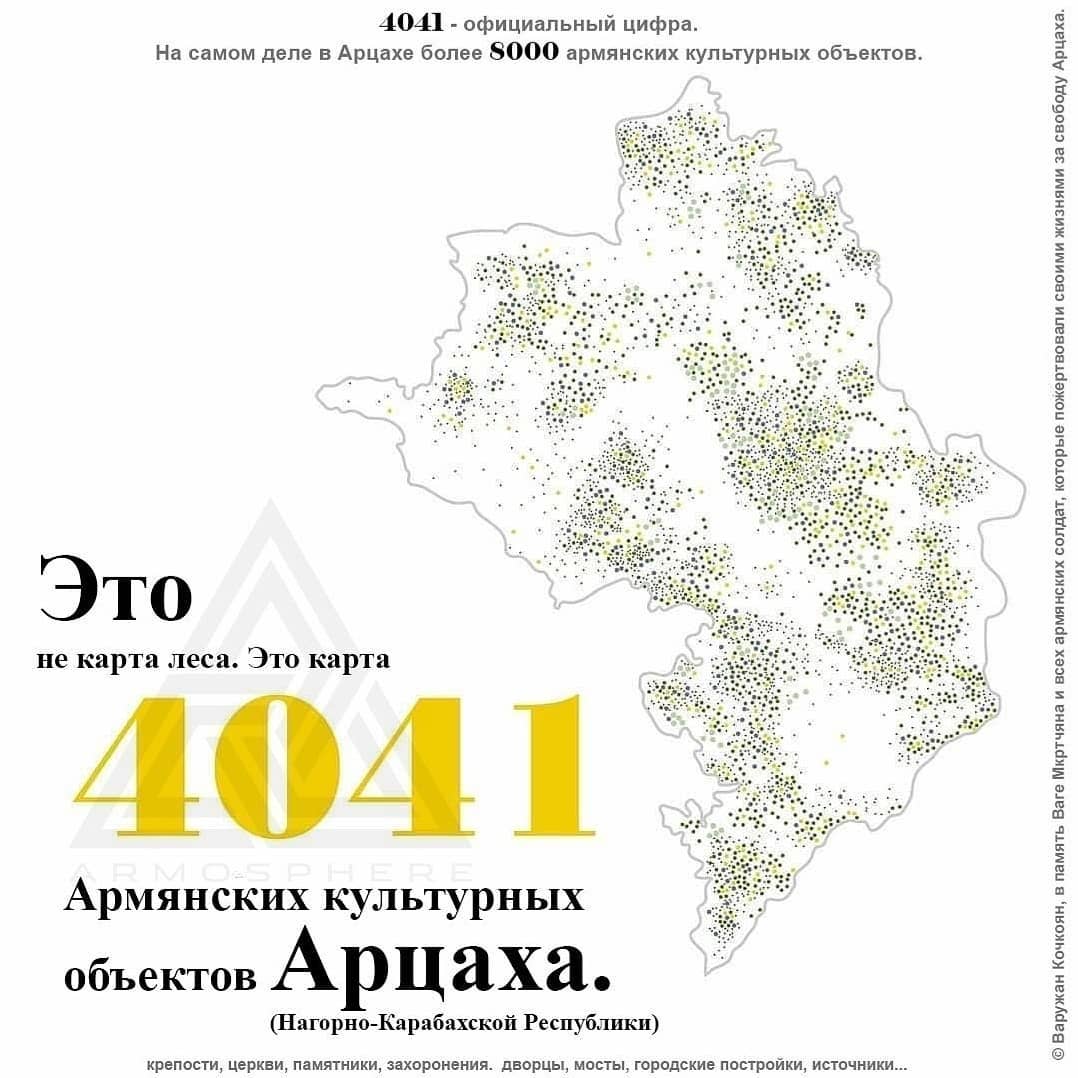 4041 - официальный цифра.
На самом деле в Арцахе более 8000 армянских культурных объектов.
Это
не карта леса. Это карта
4041
ARMOSPHERE
Армянских культурных
объектов Арцаха.
(Нагорно-Карабахской Республики)
крепости, церкви, памятники, захоронения. дворцы, мосты, городские постройки, источники...
© Варужан Кочкоян, в память Ваге Мкртчяна и всех армянских солдат, которые пожертвовали своими жизнями за свободу Арцаха.